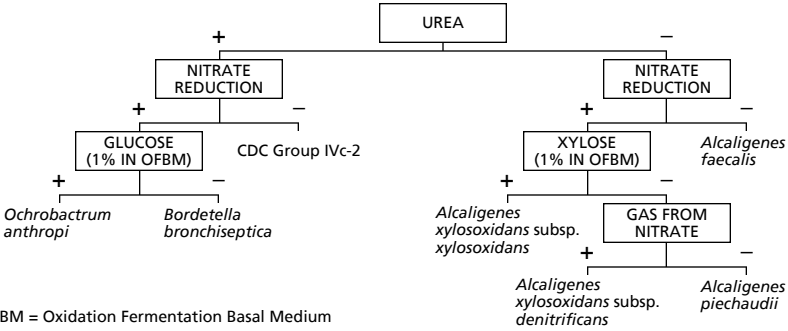 UREA
+
−
NITRATE
REDUCTION
NITRATE
REDUCTION
+
−
+
−
GLUCOSE
(1% IN OFBM)
CDC Group IVc-2
XYLOSE
(1% IN OFBM)
Alcaligenes
faecalis
+
−
+
−
Ochrobactrum
anthropi
Bordetella
bronchiseptica
Alcaligenes
xylosoxidans subsp.
xylosoxidans
GAS FROM
NITRATE
+
−
Alcaligenes
xylosoxidans subsp.
denitrificans
Alcaligenes
piechaudii
BM = Oxidation Fermentation Basal Medium